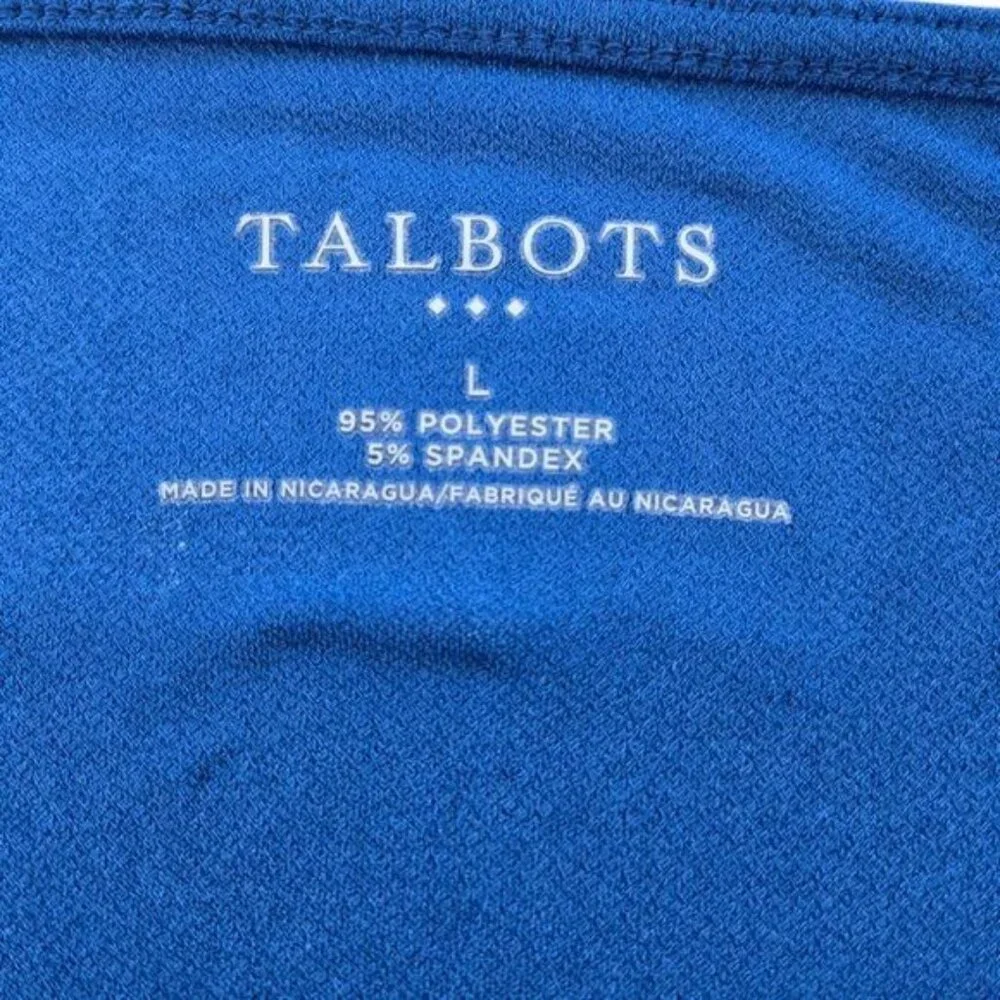 TALBOTS
L
95% POLYESTER
5% SPANDEX
MADE IN NICARAGUA/FABRIQUÉ AU NICARAGUA